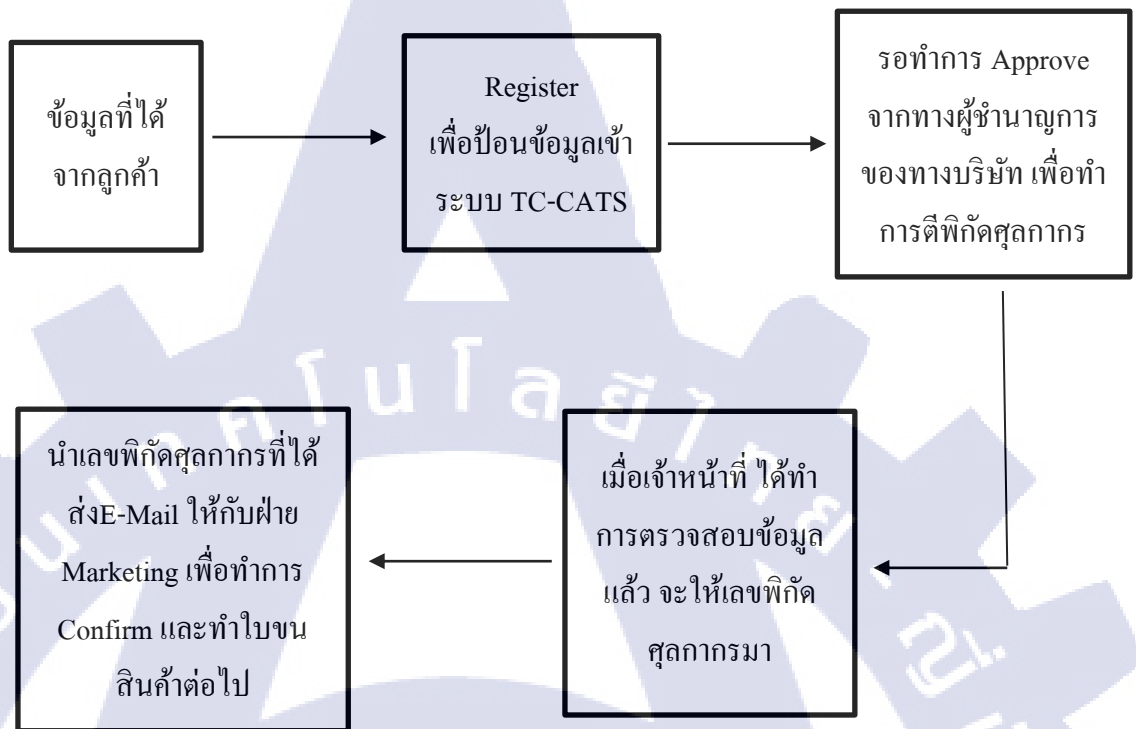 ข้อมูลที่ได้
จากลูกค้า
Register
เพื่อป้อนข้อมูลเข้า
ระบบ TC-CATS
รอทำการ Approve
จากทางผู้ชำนาญการ
ของทางบริษัท เพื่อทำ
การตีพิกัดศุลกากร
เมื่อเจ้าหน้าที่ ได้ทำ
การตรวจสอบข้อมูล
แล้ว จะให้เลขพิกัด
ศุลกากรมา
นำเลขพิกัดศุลกากรที่ได้
ส่งE-Mail ให้กับฝ่าย
Marketing เพื่อทำการ
Confirm และทำใบขน
สินค้าต่อไป